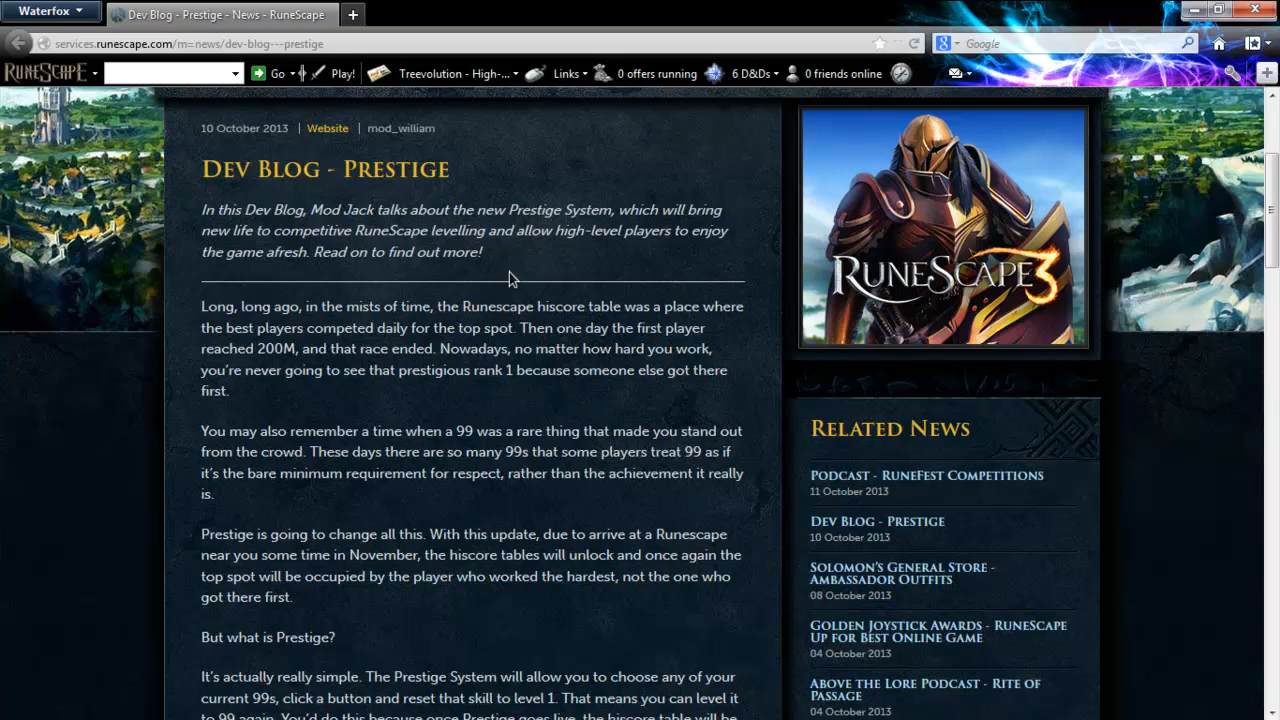 Waterfox
Dev Blog - Prestige - News - RuneScape
services.runescape.com/m=news/dev-blog---prestige
Google
RuneScape
Go
Play!
Treevolution - High-...
Links
0 offers running
6 D&Ds
0 friends online
10 October 2013 | Website | mod_william
Dev Blog - Prestige
In this Dev Blog, Mod Jack talks about the new Prestige System, which will bring
new life to competitive RuneScape levelling and allow high-level players to enjoy
the game afresh. Read on to find out more!
Long, long ago, in the mists of time, the Runescape hiscore table was a place where
the best players competed daily for the top spot. Then one day the first player
reached 200M, and that race ended. Nowadays, no matter how hard you work,
you're never going to see that prestigious rank 1 because someone else got there
first.
You may also remember a time when a 99 was a rare thing that made you stand out
from the crowd. These days there are so many 99s that some players treat 99 as if
it's the bare minimum requirement for respect, rather than the achievement it really
is.
Prestige is going to change all this. With this update, due to arrive at a Runescape
near you some time in November, the hiscore tables will unlock and once again the
top spot will be occupied by the player who worked the hardest, not the one who
got there first.
But what is Prestige?
It's actually really simple. The Prestige System will allow you to choose any of your
current 99s, click a button and reset that skill to level 1. That means you can level it
to 99 again. You'd do this because once Prestige goes live, the hiscore table will be
RuneScape 3
Related News
Podcast - RuneFest Competitions
11 October 2013
Dev Blog - Prestige
10 October 2013
Solomon's General Store -
Ambassador Outfits
08 October 2013
Golden Joystick Awards - RuneScape
Up for Best Online Game
04 October 2013
Above the Lore Podcast - Rite of
Passage
04 October 2013